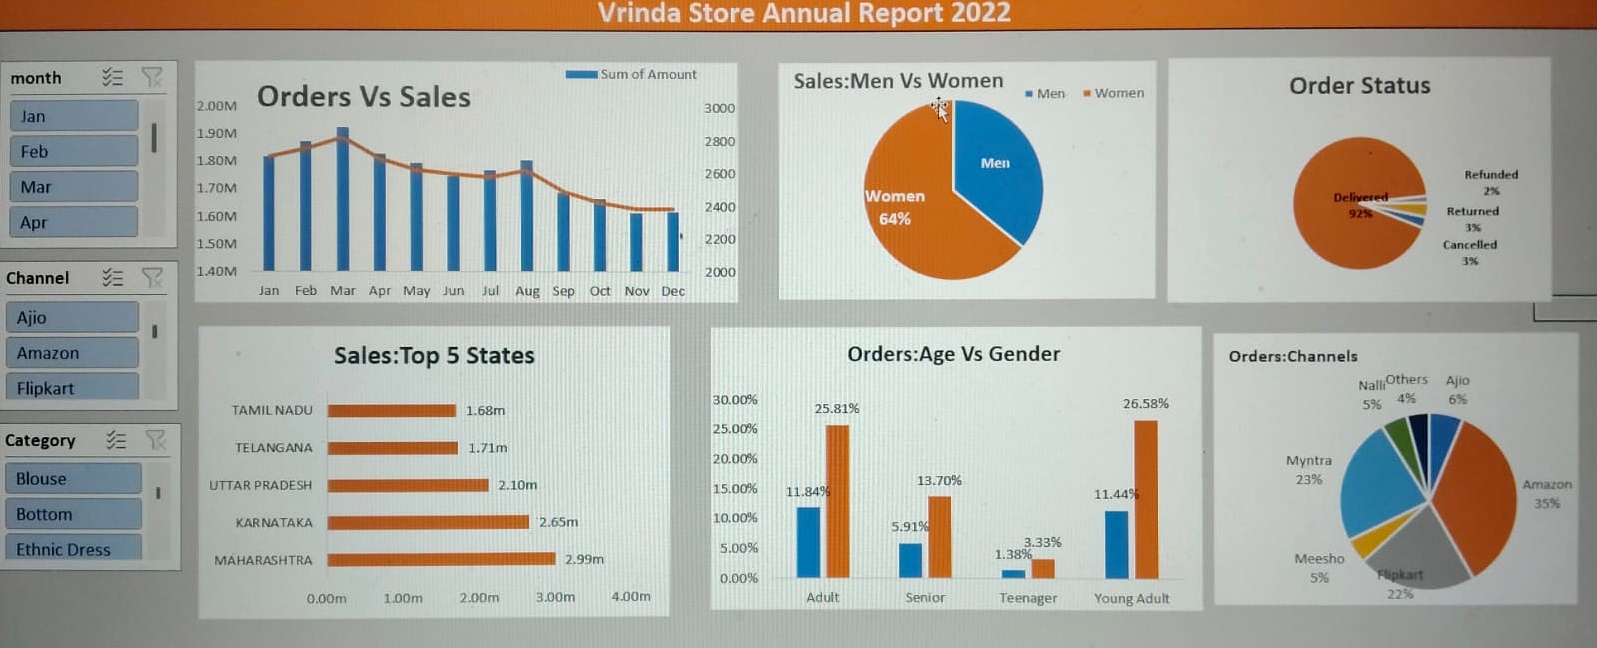 Vrinda Store Annual Report 2022
month
Jan
Feb
Mar
Apr
Channel
Ajio
Amazon
Flipkart
Category
Blouse
Bottom
Ethnic Dress
Sum of Amount
Orders Vs Sales
2.00M
1.90M
1.80M
1.70M
1.60M
1.50M
1.40M
3000
2800
2600
2400
2200
2000
Jan Feb Mar Apr May Jun Jul Aug Sep Oct Nov Dec
Sales:Men Vs Women
Men Women
Men
Women
64%
Order Status
Delivered
92%
Refunded
2%
Returned
3%
Cancelled
3%
Sales:Top 5 States
TAMIL NADU 1.68m
TELANGANA 1.71m
UTTAR PRADESH 2.10m
KARNATAKA 2.65m
MAHARASHTRA 2.99m
0.00m 1.00m 2.00m 3.00m 4.00m
Orders:Age Vs Gender
30.00%
25.00%
20.00%
15.00%
10.00%
5.00%
0.00%
11.84% 25.81%
5.91% 13.70%
1.38% 3.33%
11.44% 26.58%
Adult Senior Teenager Young Adult
Orders:Channels
Nalli
5%
Others
4%
Ajio
6%
Myntra
23%
Amazon
35%
Meesho
5%
Flipkart
22%